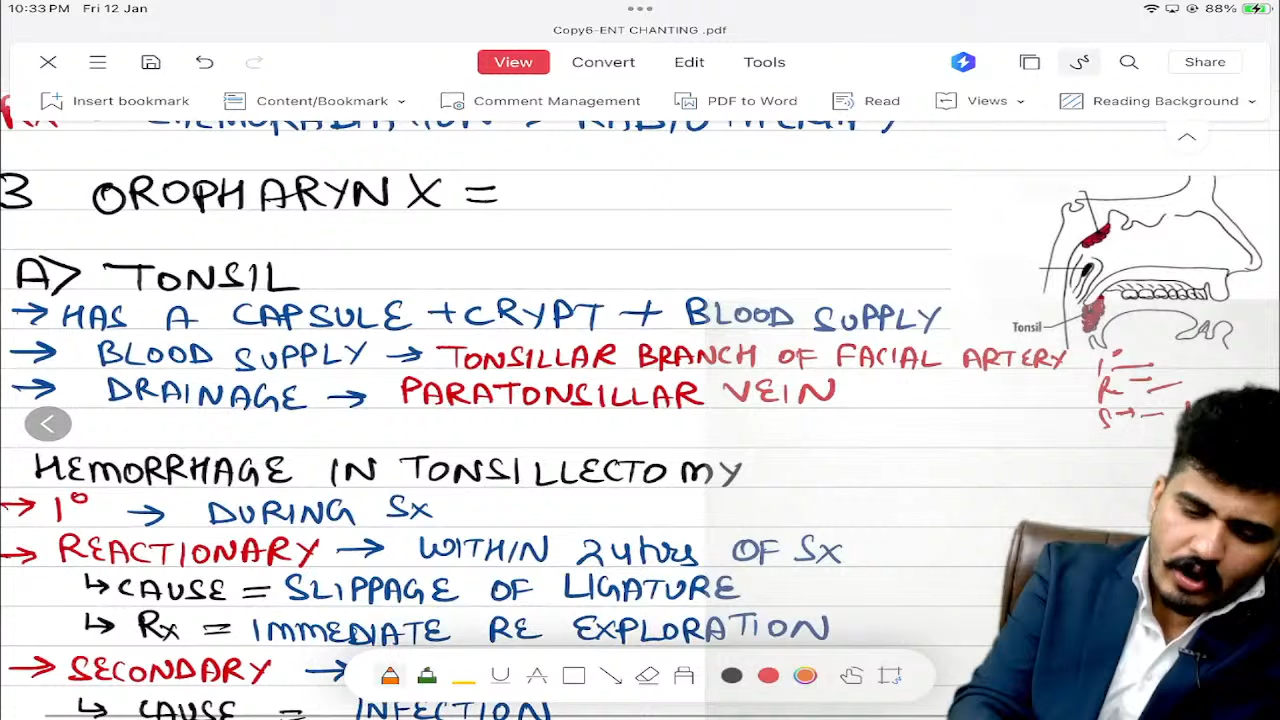 10:33 PM Fri 12 Jan 88%
Copy6-ENT CHANTING .pdf
View Convert Edit Tools Share
Insert bookmark Content/Bookmark Comment Management PDF to Word Read Views Reading Background
3 OROPHARYNX =
A> TONSIL
→ HAS A CAPSULE + CRYPT + BLOOD SUPPLY
Tonsil
→ BLOOD SUPPLY → TONSILLAR BRANCH OF FACIAL ARTERY
→ DRAINAGE → PARATONSILLAR VEIN
1°
R
S→
HEMORRHAGE IN TONSILLECTOMY
→ 1° → DURING Sx
→ REACTIONARY → WITHIN 24hrs OF Sx
↳ CAUSE = SLIPPAGE OF LIGATURE
↳ Rx = IMMEDIATE RE EXPLORATION
→ SECONDARY →
↳ CAUSE = INFECTION